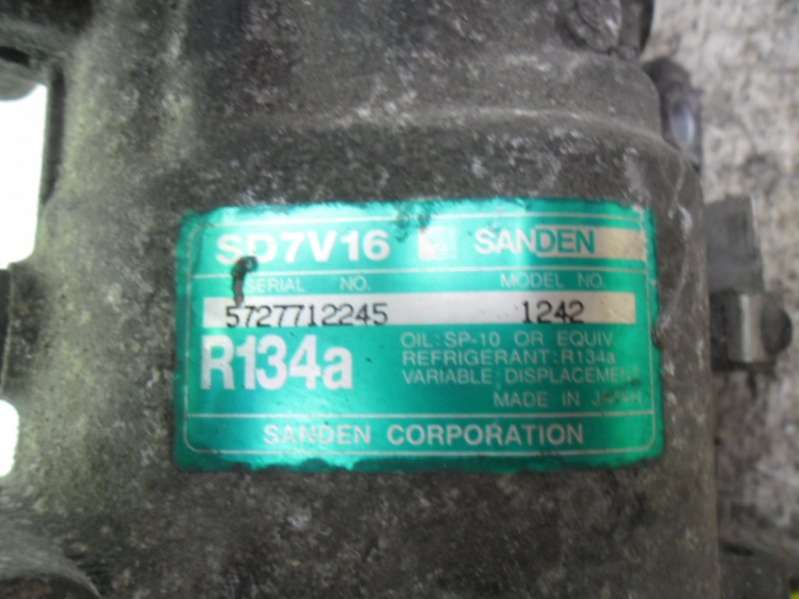 SD7V16 SANDEN
SERIAL NO. MODEL NO.
5727712245 1242
R134a
OIL: SP-10 OR EQUIV.
REFRIGERANT: R134a
VARIABLE DISPLACEMENT
MADE IN JAPAN
SANDEN CORPORATION